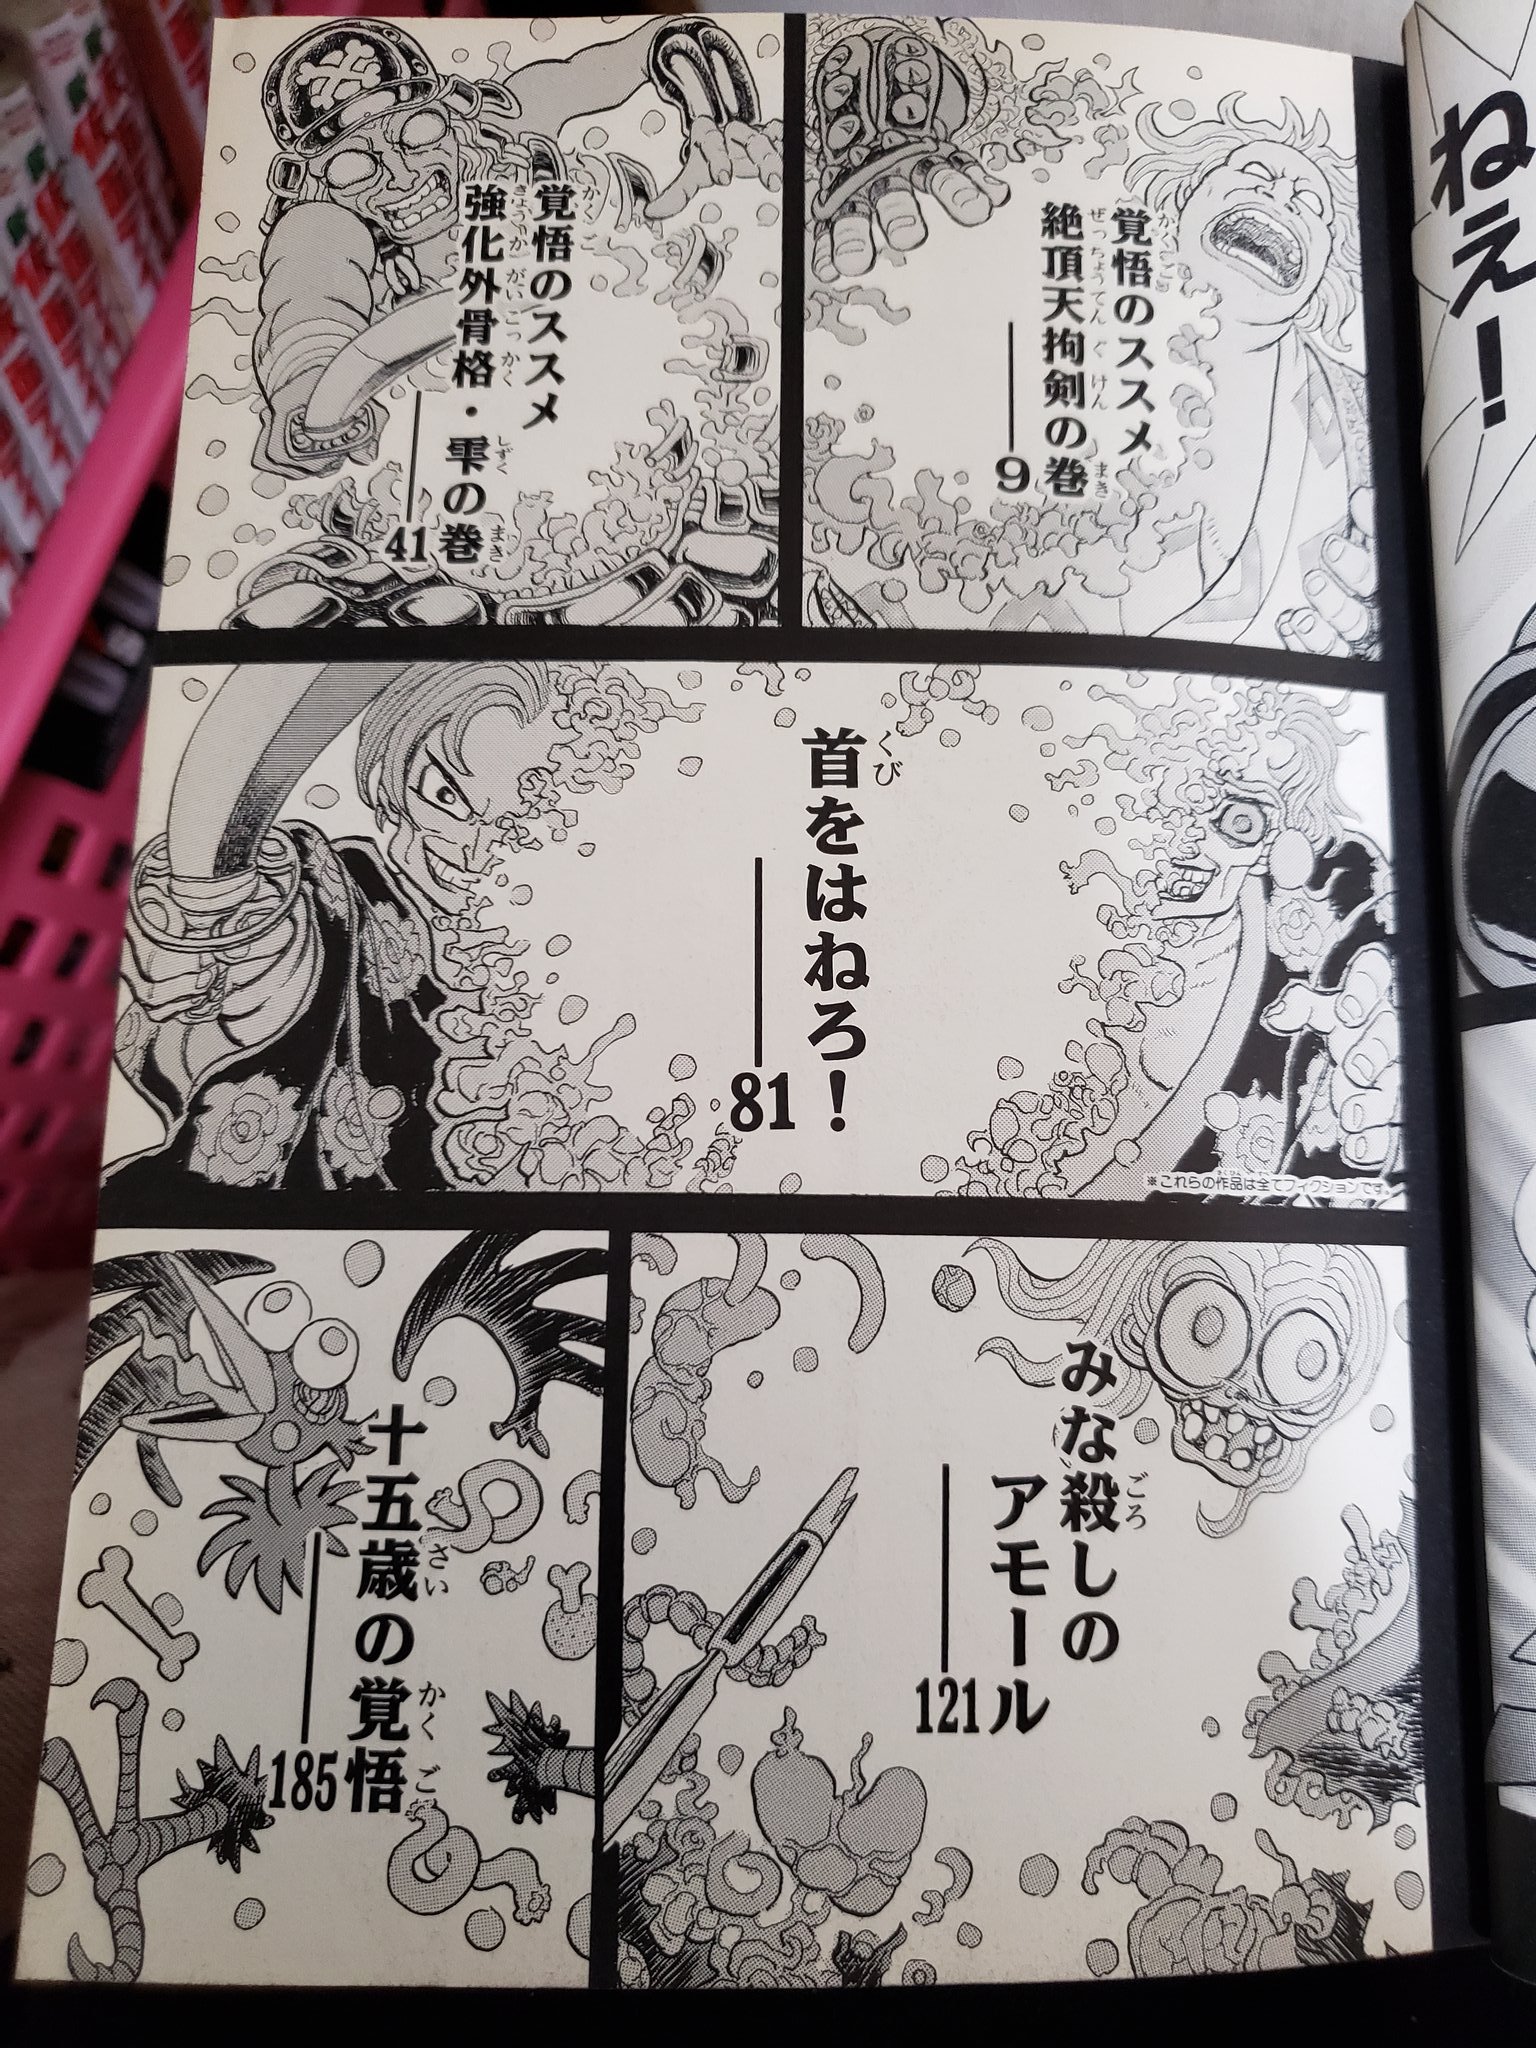 ねえ!
覚悟のススメ
絶頂天拘剣の巻
9
覚悟のススメ
強化外骨格・雫の巻
41
首をはねろ!
81
※これらの作品は全てフィクションです。
みな殺しの
アモール
121
十五歳の覚悟
185